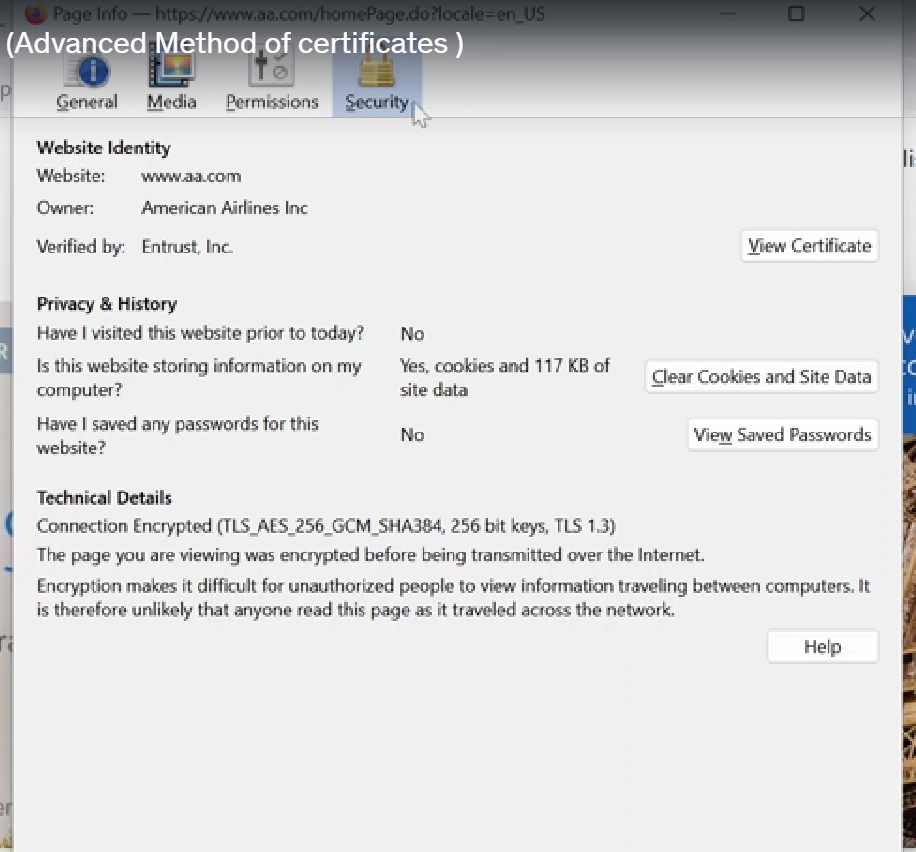 Page Info — https://www.aa.com/homePage.do?locale=en_US
(Advanced Method of certificates )
General Media Permissions Security
Website Identity
Website: www.aa.com
Owner: American Airlines Inc
Verified by: Entrust, Inc. View Certificate
Privacy & History
Have I visited this website prior to today? No
Is this website storing information on my
computer?
Yes, cookies and 117 KB of
site data
Clear Cookies and Site Data
Have I saved any passwords for this
website?
No
View Saved Passwords
Technical Details
Connection Encrypted (TLS_AES_256_GCM_SHA384, 256 bit keys, TLS 1.3)
The page you are viewing was encrypted before being transmitted over the Internet.
Encryption makes it difficult for unauthorized people to view information traveling between computers. It
is therefore unlikely that anyone read this page as it traveled across the network.
Help